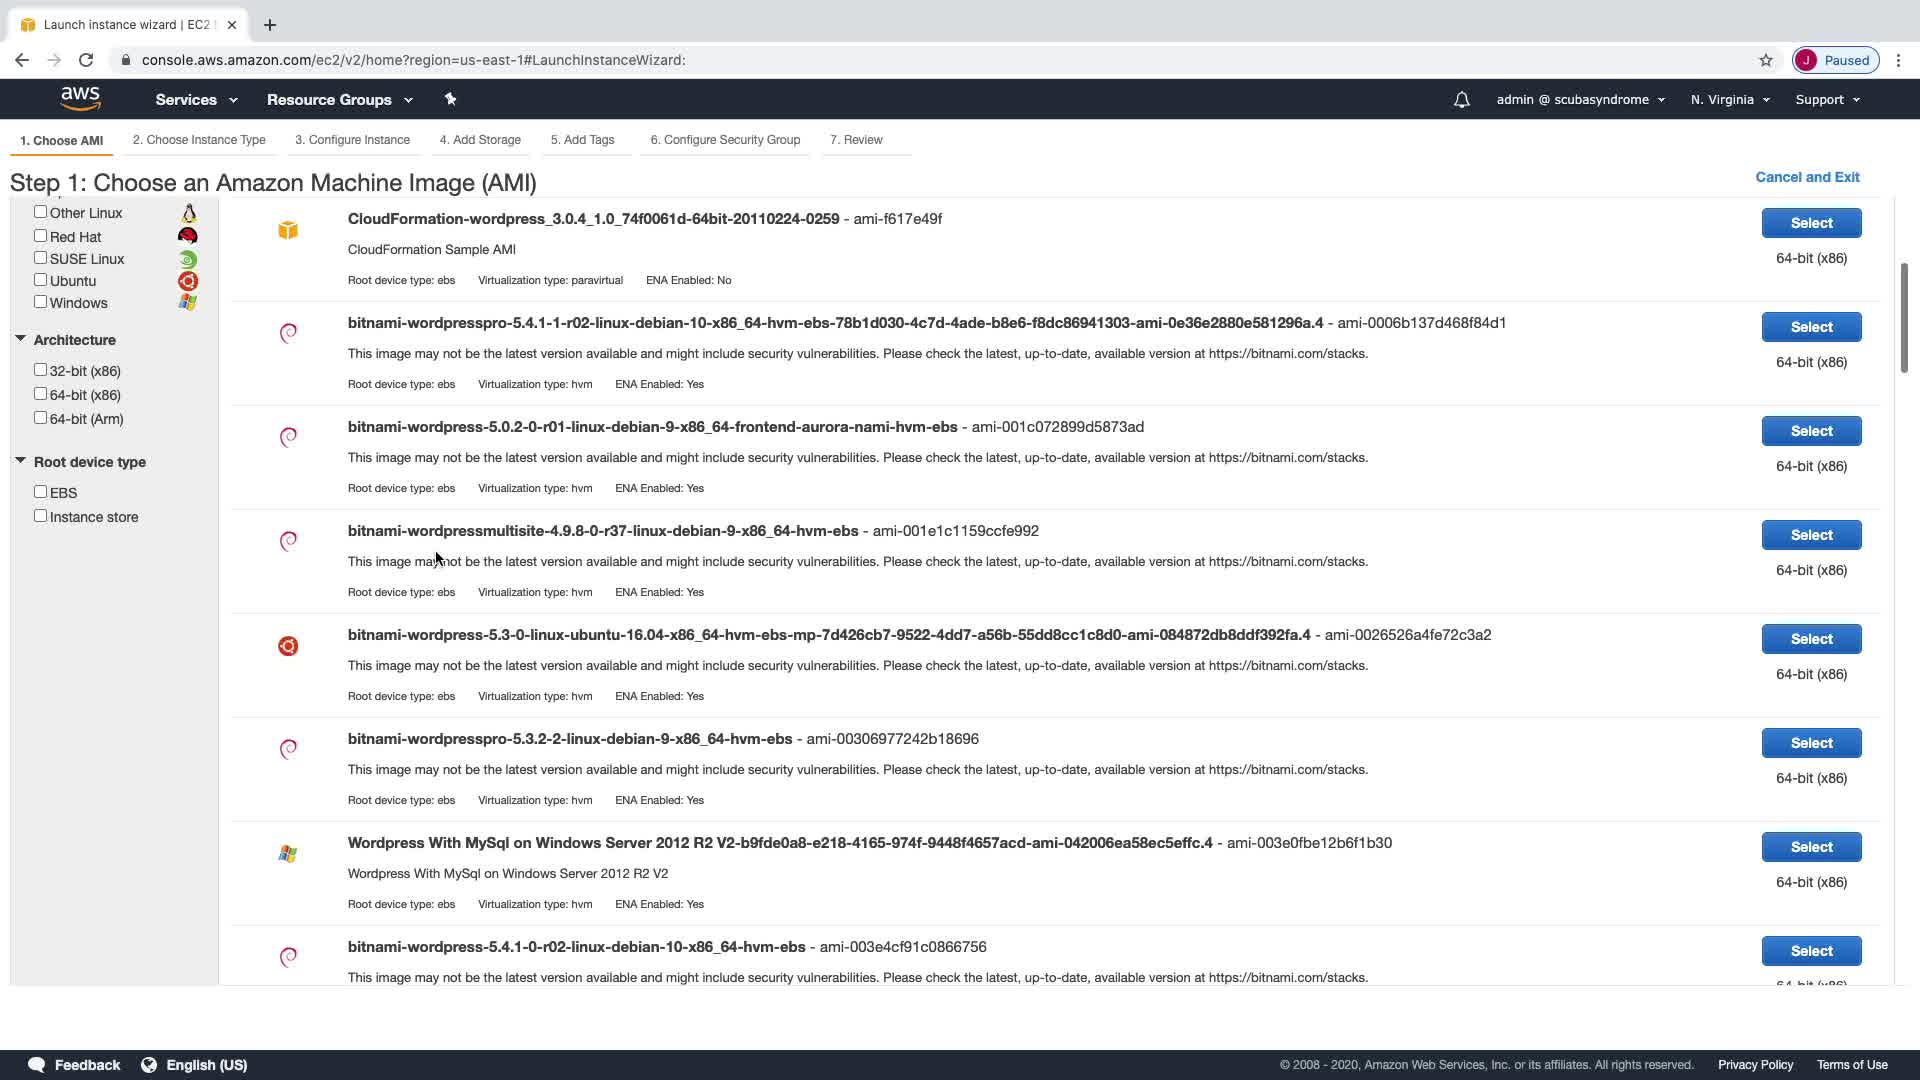 Launch instance wizard | EC2
console.aws.amazon.com/ec2/v2/home?region=us-east-1#LaunchInstanceWizard:
J Paused
aws Services Resource Groups admin @ scubasyndrome N. Virginia Support
1. Choose AMI 2. Choose Instance Type 3. Configure Instance 4. Add Storage 5. Add Tags 6. Configure Security Group 7. Review
Step 1: Choose an Amazon Machine Image (AMI) Cancel and Exit
Other Linux
Red Hat
SUSE Linux
Ubuntu
Windows
Architecture
32-bit (x86)
64-bit (x86)
64-bit (Arm)
Root device type
EBS
Instance store
CloudFormation-wordpress_3.0.4_1.0_74f0061d-64bit-20110224-0259 - ami-f617e49f
CloudFormation Sample AMI
Root device type: ebs Virtualization type: paravirtual ENA Enabled: No
Select
64-bit (x86)
bitnami-wordpresspro-5.4.1-1-r02-linux-debian-10-x86_64-hvm-ebs-78b1d030-4c7d-4ade-b8e6-f8dc86941303-ami-0e36e2880e581296a.4 - ami-0006b137d468f84d1
This image may not be the latest version available and might include security vulnerabilities. Please check the latest, up-to-date, available version at https://bitnami.com/stacks.
Root device type: ebs Virtualization type: hvm ENA Enabled: Yes
Select
64-bit (x86)
bitnami-wordpress-5.0.2-0-r01-linux-debian-9-x86_64-frontend-aurora-nami-hvm-ebs - ami-001c072899d5873ad
This image may not be the latest version available and might include security vulnerabilities. Please check the latest, up-to-date, available version at https://bitnami.com/stacks.
Root device type: ebs Virtualization type: hvm ENA Enabled: Yes
Select
64-bit (x86)
bitnami-wordpressmultisite-4.9.8-0-r37-linux-debian-9-x86_64-hvm-ebs - ami-001e1c1159ccfe992
This image may not be the latest version available and might include security vulnerabilities. Please check the latest, up-to-date, available version at https://bitnami.com/stacks.
Root device type: ebs Virtualization type: hvm ENA Enabled: Yes
Select
64-bit (x86)
bitnami-wordpress-5.3-0-linux-ubuntu-16.04-x86_64-hvm-ebs-mp-7d426cb7-9522-4dd7-a56b-55dd8cc1c8d0-ami-084872db8ddf392fa.4 - ami-0026526a4fe72c3a2
This image may not be the latest version available and might include security vulnerabilities. Please check the latest, up-to-date, available version at https://bitnami.com/stacks.
Root device type: ebs Virtualization type: hvm ENA Enabled: Yes
Select
64-bit (x86)
bitnami-wordpresspro-5.3.2-2-linux-debian-9-x86_64-hvm-ebs - ami-00306977242b18696
This image may not be the latest version available and might include security vulnerabilities. Please check the latest, up-to-date, available version at https://bitnami.com/stacks.
Root device type: ebs Virtualization type: hvm ENA Enabled: Yes
Select
64-bit (x86)
Wordpress With MySql on Windows Server 2012 R2 V2-b9fde0a8-e218-4165-974f-9448f4657acd-ami-042006ea58ec5effc.4 - ami-003e0fbe12b6f1b30
Wordpress With MySql on Windows Server 2012 R2 V2
Root device type: ebs Virtualization type: hvm ENA Enabled: Yes
Select
64-bit (x86)
bitnami-wordpress-5.4.1-0-r02-linux-debian-10-x86_64-hvm-ebs - ami-003e4cf91c0866756
This image may not be the latest version available and might include security vulnerabilities. Please check the latest, up-to-date, available version at https://bitnami.com/stacks.
Select
64-bit (x86)
Feedback English (US) © 2008 - 2020, Amazon Web Services, Inc. or its affiliates. All rights reserved. Privacy Policy Terms of Use